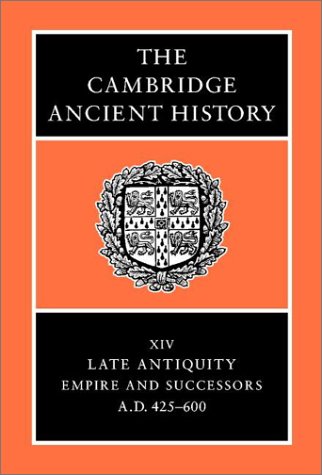 THE
CAMBRIDGE
ANCIENT HISTORY
XIV
LATE ANTIQUITY
EMPIRE AND SUCCESSORS
A.D. 425–600